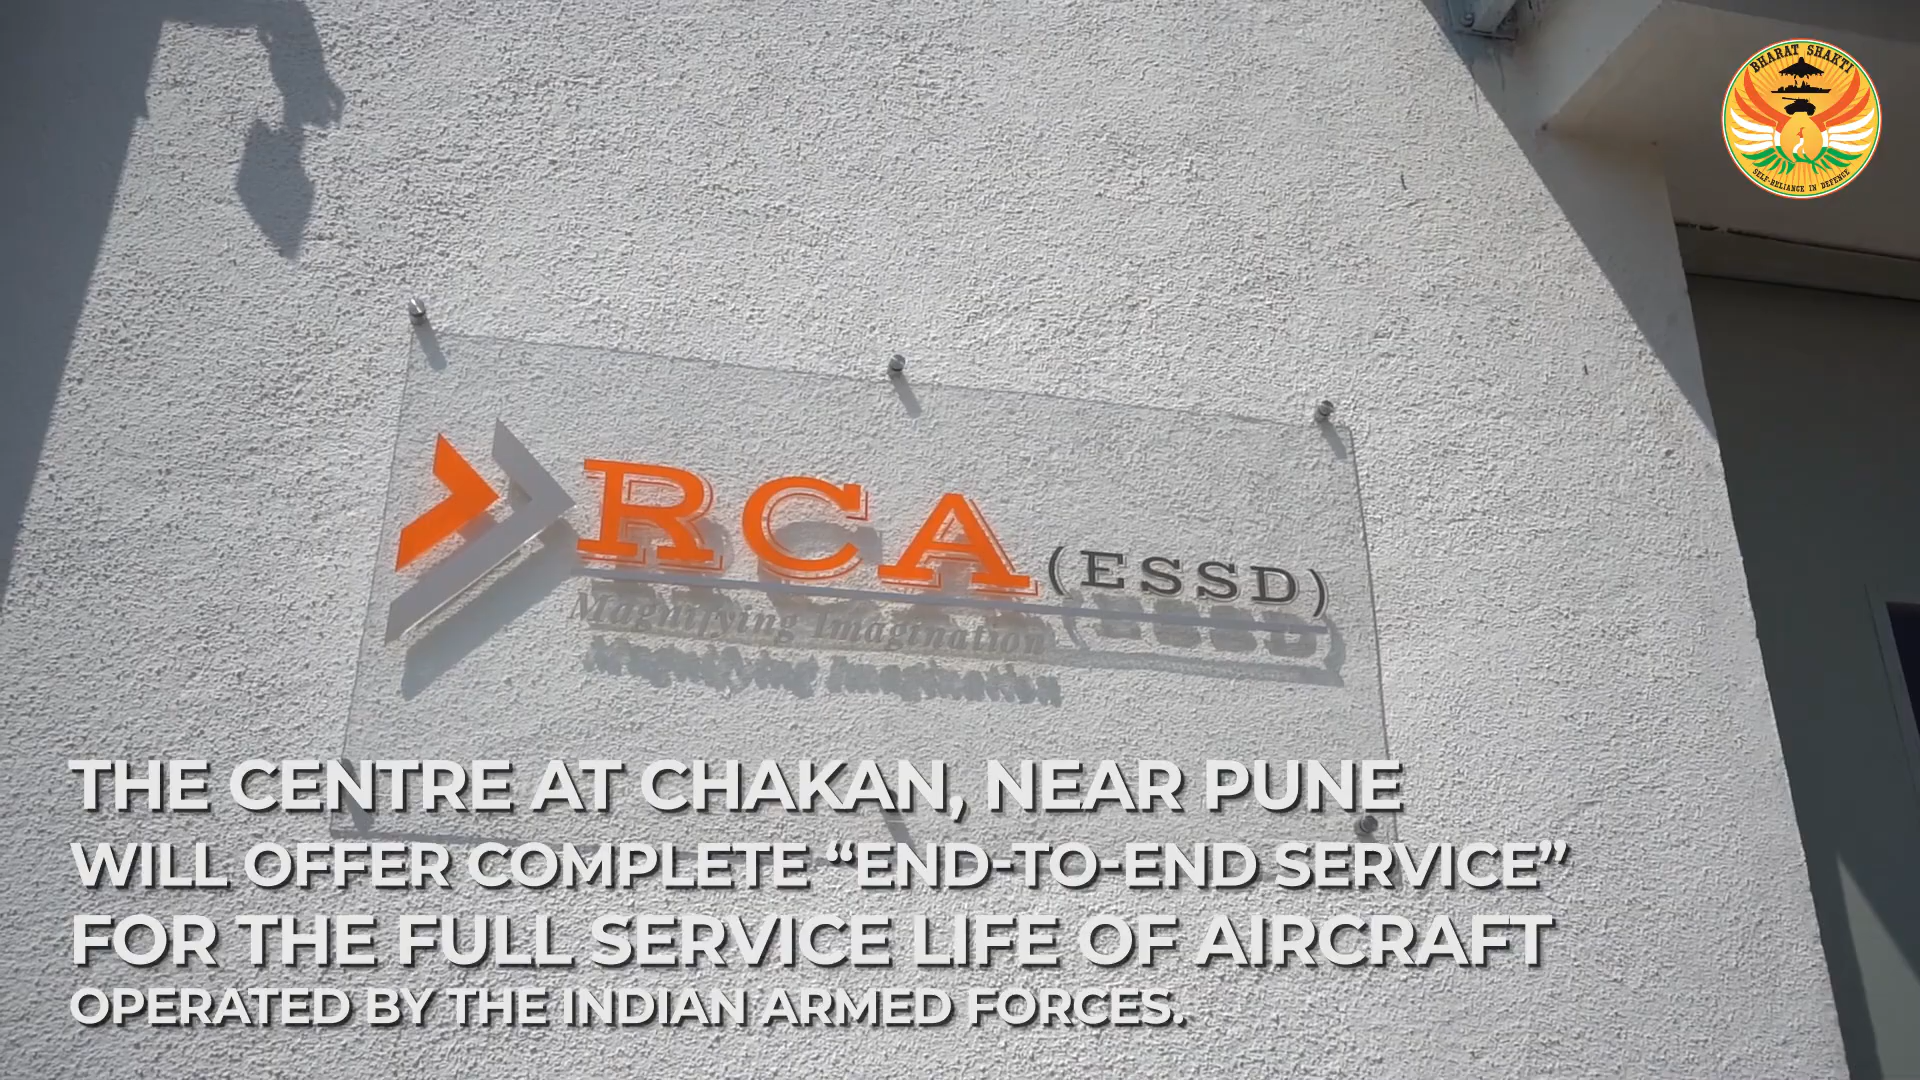 BHARAT SHAKTI
SELF-RELIANCE IN DEFENCE
RCA (ESSD)
Magnifying Imagination
THE CENTRE AT CHAKAN, NEAR PUNE
WILL OFFER COMPLETE “END-TO-END SERVICE”
FOR THE FULL SERVICE LIFE OF AIRCRAFT
OPERATED BY THE INDIAN ARMED FORCES.